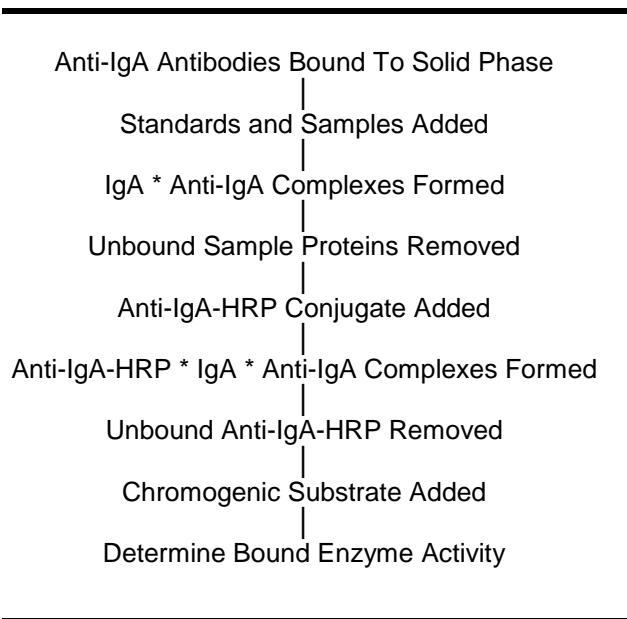 Anti-IgA Antibodies Bound To Solid Phase
Standards and Samples Added
IgA * Anti-IgA Complexes Formed
Unbound Sample Proteins Removed
Anti-IgA-HRP Conjugate Added
Anti-IgA-HRP * IgA * Anti-IgA Complexes Formed
Unbound Anti-IgA-HRP Removed
Chromogenic Substrate Added
Determine Bound Enzyme Activity